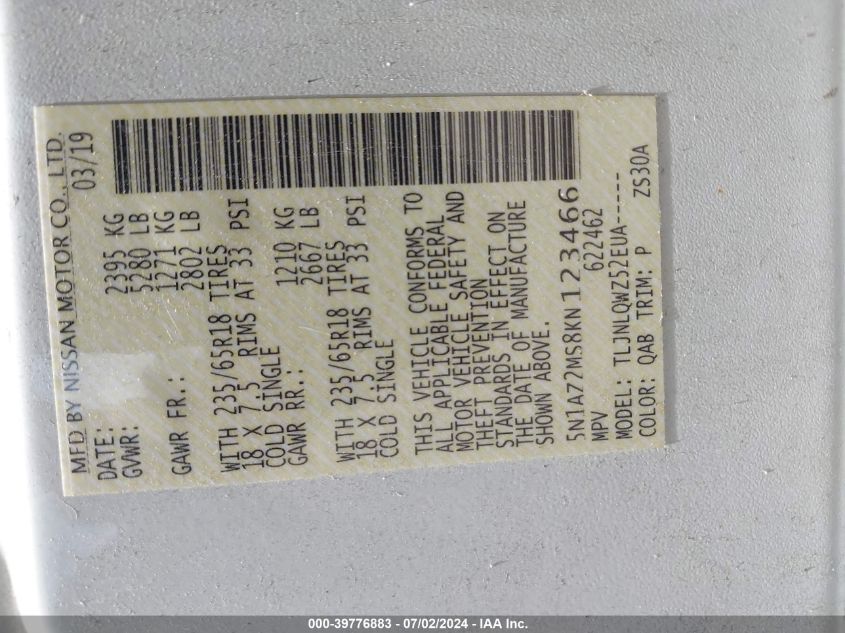 MFD BY NISSAN MOTOR CO., LTD.
DATE: 03/19
GVWR: 2395 KG
5280 LB
GAWR FR.: 1271 KG
2802 LB
WITH 235/65R18 TIRES
18 X 7.5 RIMS AT 33 PSI
COLD SINGLE
GAWR RR.: 1210 KG
2667 LB
WITH 235/65R18 TIRES
18 X 7.5 RIMS AT 33 PSI
COLD SINGLE
THIS VEHICLE CONFORMS TO
ALL APPLICABLE FEDERAL
MOTOR VEHICLE SAFETY AND
THEFT PREVENTION
STANDARDS IN EFFECT ON
THE DATE OF MANUFACTURE
SHOWN ABOVE.
5N1AZ2MS8KN123466
MPV 622462
MODEL: TLJNLQWZ52EUA-----
COLOR: QAB TRIM: P ZS30A
000-39776883 - 07/02/2024 - IAA Inc.